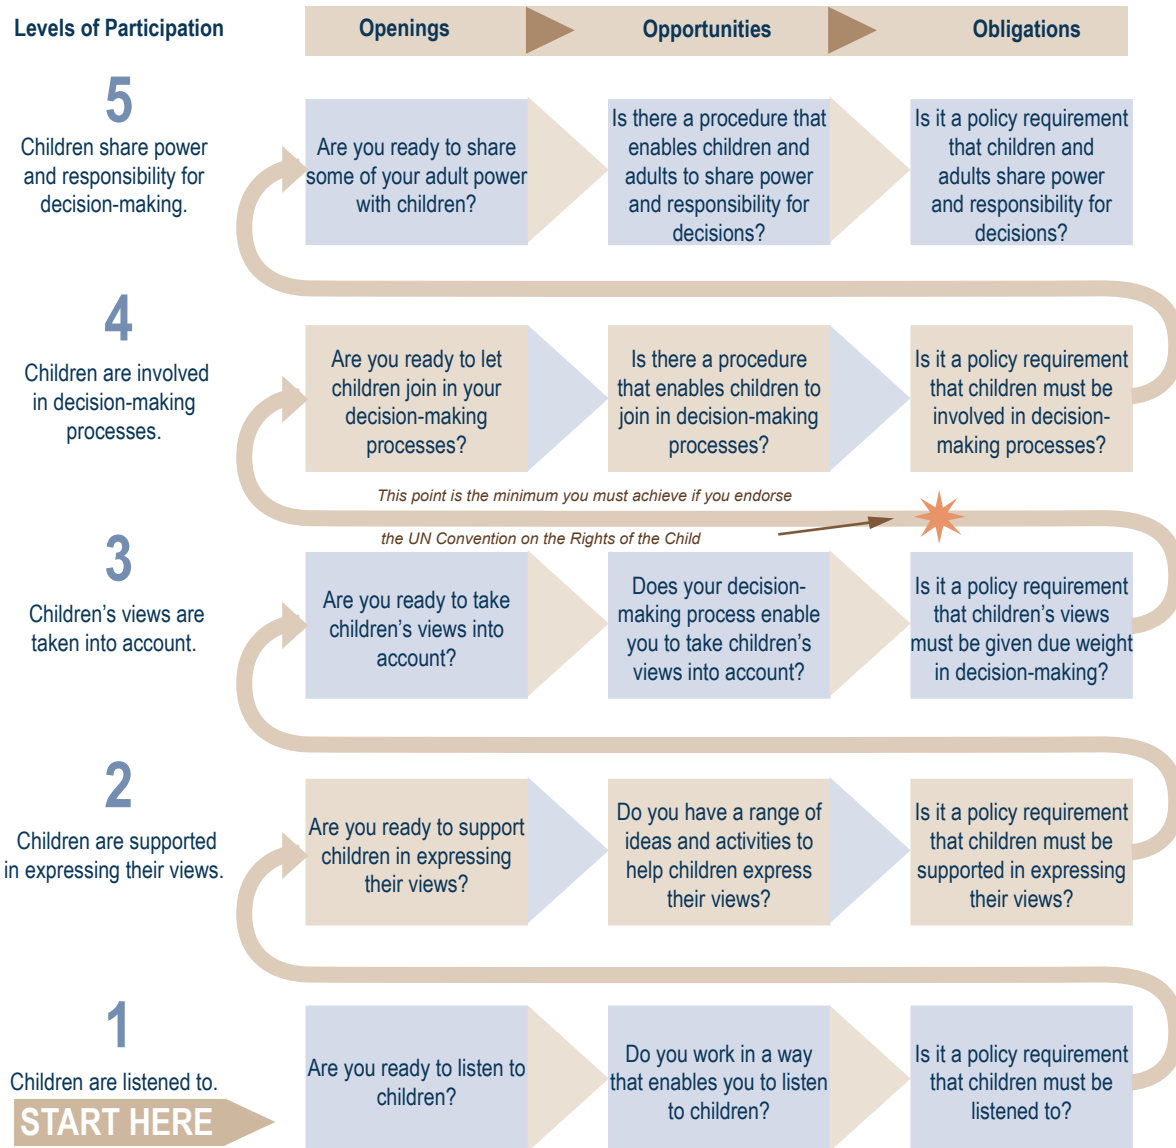 Levels of Participation
Openings
Opportunities
Obligations
5
Children share power
and responsibility for
decision-making.
Are you ready to share
some of your adult power
with children?
Is there a procedure that
enables children and
adults to share power
and responsibility for
decisions?
Is it a policy requirement
that children and
adults share power
and responsibility for
decisions?
4
Children are involved
in decision-making
processes.
Are you ready to let
children join in your
decision-making
processes?
Is there a procedure
that enables children to
join in decision-making
processes?
Is it a policy requirement
that children must be
involved in decision-
making processes?
This point is the minimum you must achieve if you endorse
the UN Convention on the Rights of the Child
3
Children’s views are
taken into account.
Are you ready to take
children’s views into
account?
Does your decision-
making process enable
you to take children’s
views into account?
Is it a policy requirement
that children’s views
must be given due weight
in decision-making?
2
Children are supported
in expressing their views.
Are you ready to support
children in expressing
their views?
Do you have a range of
ideas and activities to
help children express
their views?
Is it a policy requirement
that children must be
supported in expressing
their views?
1
Children are listened to.
START HERE
Are you ready to listen to
children?
Do you work in a way
that enables you to listen
to children?
Is it a policy requirement
that children must be
listened to?